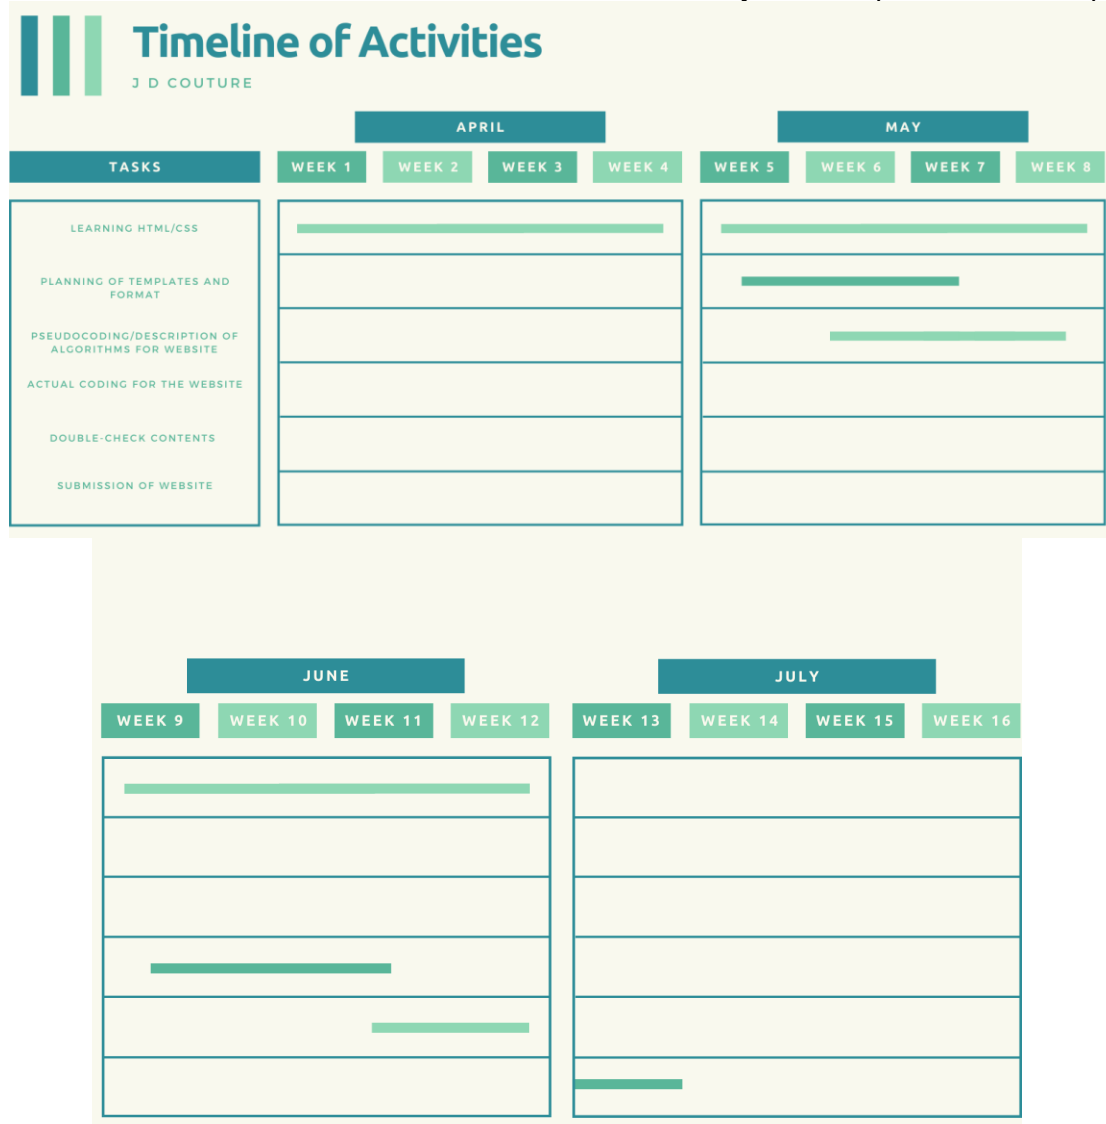 Timeline of Activities
J D COUTURE
APRIL
MAY
TASKS
WEEK 1
WEEK 2
WEEK 3
WEEK 4
WEEK 5
WEEK 6
WEEK 7
WEEK 8
LEARNING HTML/CSS
PLANNING OF TEMPLATES AND
FORMAT
PSEUDOCODING/DESCRIPTION OF
ALGORITHMS FOR WEBSITE
ACTUAL CODING FOR THE WEBSITE
DOUBLE-CHECK CONTENTS
SUBMISSION OF WEBSITE
JUNE
JULY
WEEK 9
WEEK 10
WEEK 11
WEEK 12
WEEK 13
WEEK 14
WEEK 15
WEEK 16